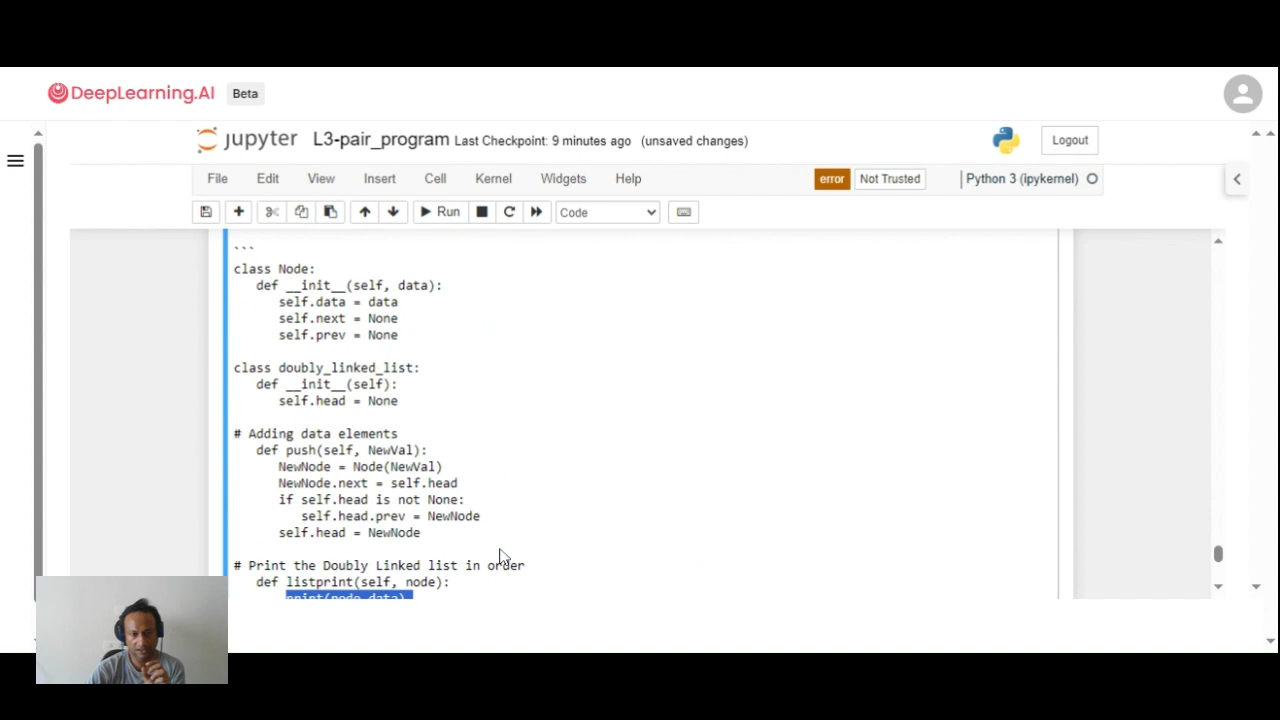 DeepLearning.AI Beta
jupyter L3-pair_program Last Checkpoint: 9 minutes ago (unsaved changes)
Logout
File Edit View Insert Cell Kernel Widgets Help
error Not Trusted Python 3 (ipykernel)
Run Code
```
class Node:
   def __init__(self, data):
      self.data = data
      self.next = None
      self.prev = None
class doubly_linked_list:
   def __init__(self):
      self.head = None
# Adding data elements
   def push(self, NewVal):
      NewNode = Node(NewVal)
      NewNode.next = self.head
      if self.head is not None:
         self.head.prev = NewNode
      self.head = NewNode
# Print the Doubly Linked list in order
   def listprint(self, node):
       print(node.data)